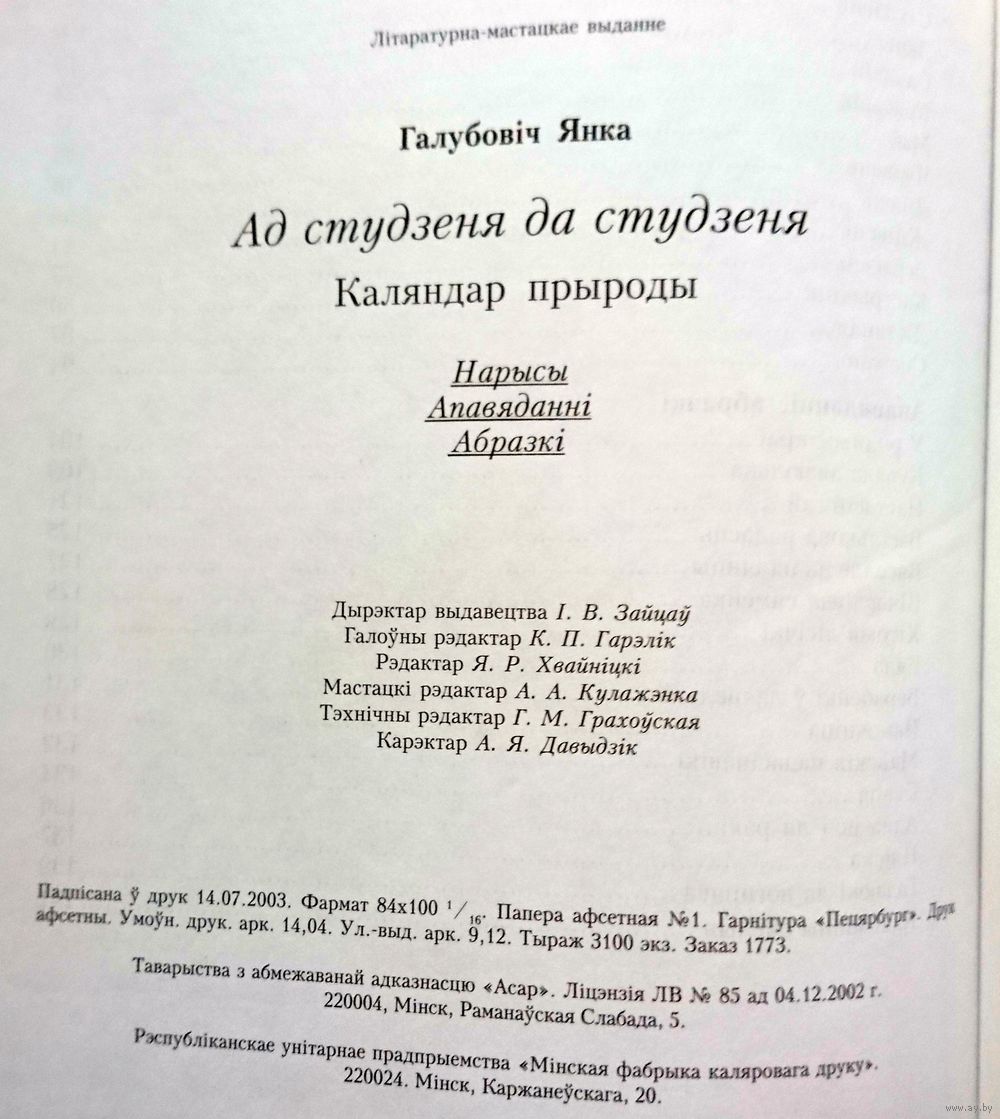 Літаратурна-мастацкае выданне
Галубовіч Янка
Ад студзеня да студзеня
Каляндар прыроды
Нарысы
Апавяданні
Абразкі
Дырэктар выдавецтва І. В. Зайцаў
Галоўны рэдактар К. П. Гарэлік
Рэдактар Я. Р. Хвайніцкі
Мастацкі рэдактар А. А. Кулажэнка
Тэхнічны рэдактар Г. М. Грахоўская
Карэктар А. Я. Давыдзік
Падпісана ў друк 14.07.2003. Фармат 84х100 1/16. Папера афсетная №1. Гарнітура «Пецярбург». Друк
афсетны. Умоўн. друк. арк. 14,04. Ул.-выд. арк. 9,12. Тыраж 3100 экз. Заказ 1773.
Таварыства з абмежаванай адказнасцю «Асар». Ліцэнзія ЛВ № 85 ад 04.12.2002 г.
220004, Мінск, Раманаўская Слабада, 5.
Рэспубліканскае унітарнае прадпрыемства «Мінская фабрыка каляровага друку».
220024. Мінск, Каржанеўскага, 20.
www.ay.by